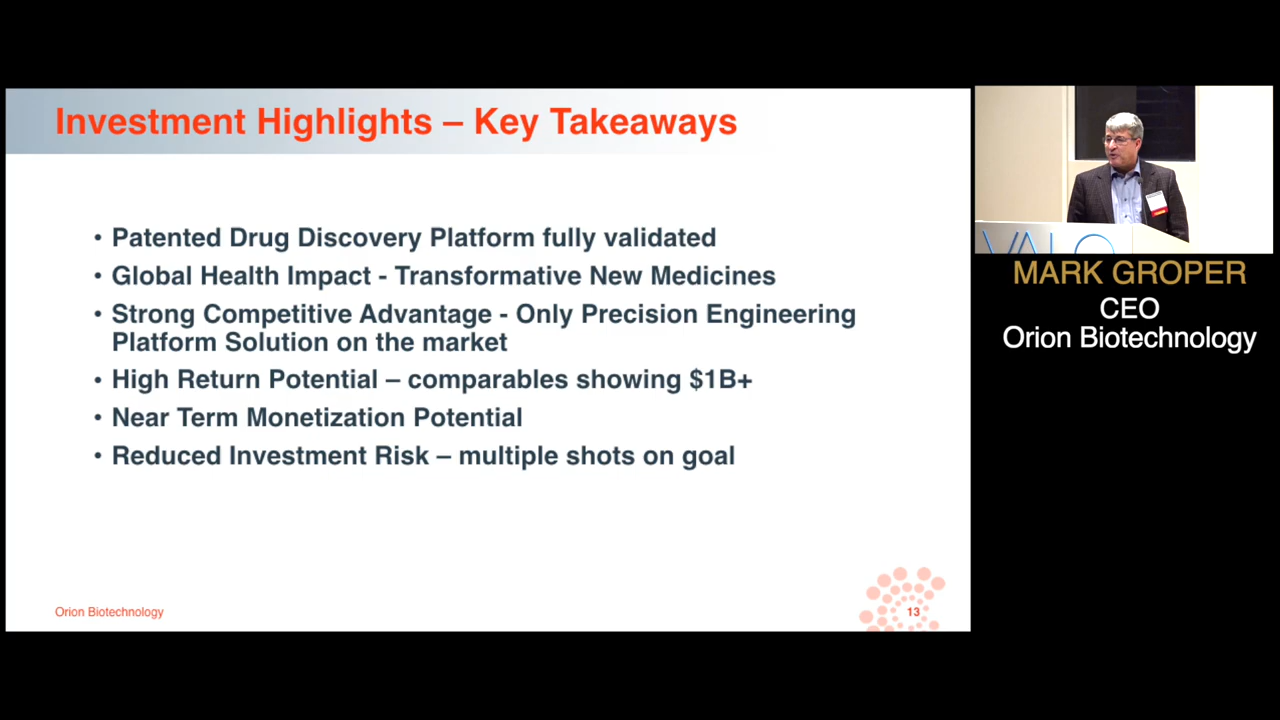 Investment Highlights – Key Takeaways
• Patented Drug Discovery Platform fully validated
• Global Health Impact - Transformative New Medicines
• Strong Competitive Advantage - Only Precision Engineering
Platform Solution on the market
• High Return Potential – comparables showing $1B+
• Near Term Monetization Potential
• Reduced Investment Risk – multiple shots on goal
Orion Biotechnology
13
MARK GROPER
CEO
Orion Biotechnology